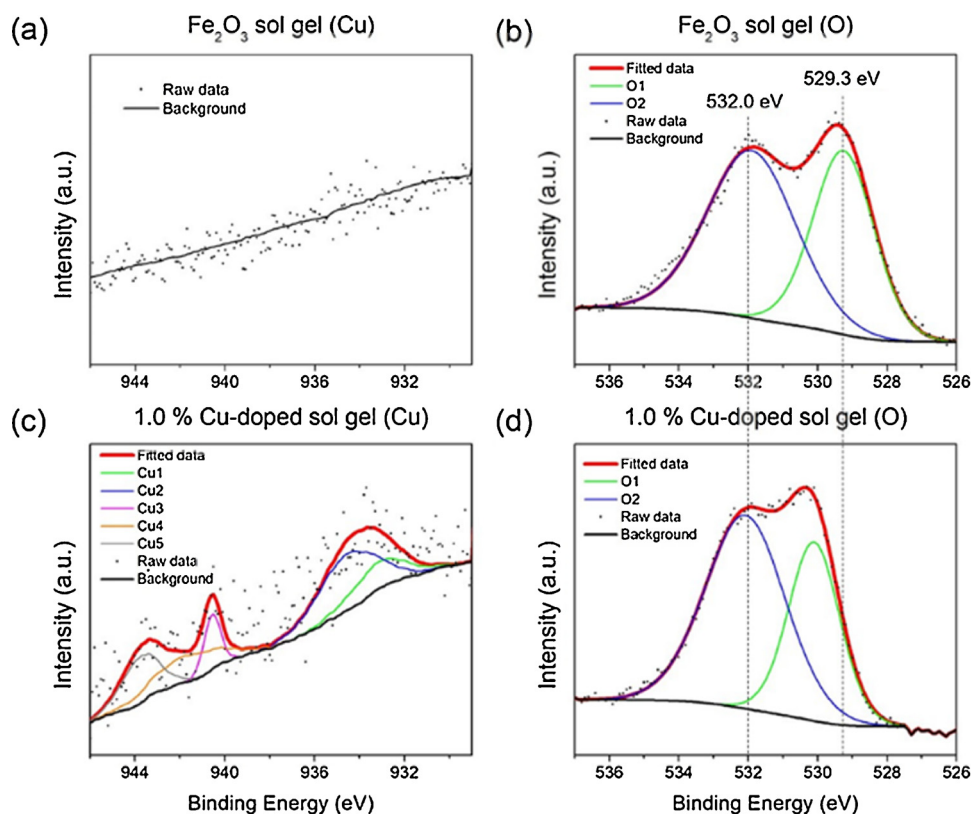 (a)
Fe2O3 sol gel (Cu)
Raw data
Background
Intensity (a.u.)
944 940 936 932
(b)
Fe2O3 sol gel (O)
Fitted data
O1
O2
Raw data
Background
532.0 eV
529.3 eV
Intensity (a.u.)
536 534 532 530 528 526
(c)
1.0 % Cu-doped sol gel (Cu)
Fitted data
Cu1
Cu2
Cu3
Cu4
Cu5
Raw data
Background
Intensity (a.u.)
944 940 936 932
Binding Energy (eV)
(d)
1.0 % Cu-doped sol gel (O)
Fitted data
O1
O2
Raw data
Background
Intensity (a.u.)
536 534 532 530 528 526
Binding Energy (eV)